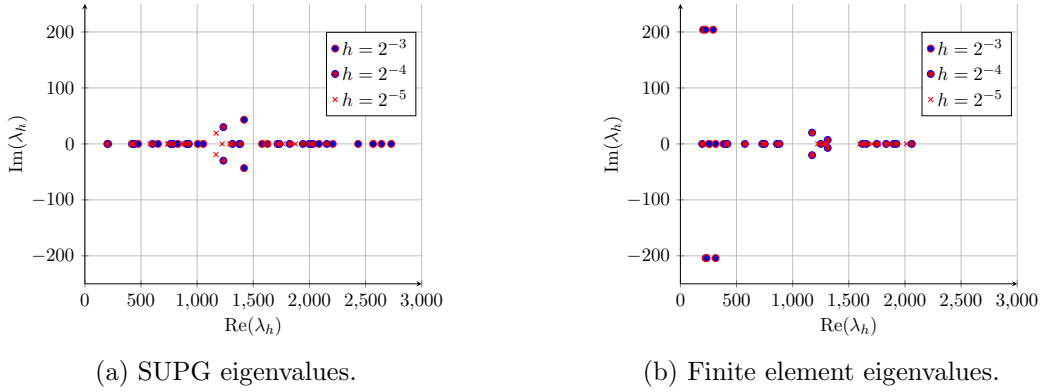 200
100
0
−100
−200
0 500 1,000 1,500 2,000 2,500 3,000
Re(λ_h)
Im(λ_h)
h = 2^{−3}
h = 2^{−4}
h = 2^{−5}
(a) SUPG eigenvalues.
200
100
0
−100
−200
0 500 1,000 1,500 2,000 2,500 3,000
Re(λ_h)
Im(λ_h)
h = 2^{−3}
h = 2^{−4}
h = 2^{−5}
(b) Finite element eigenvalues.